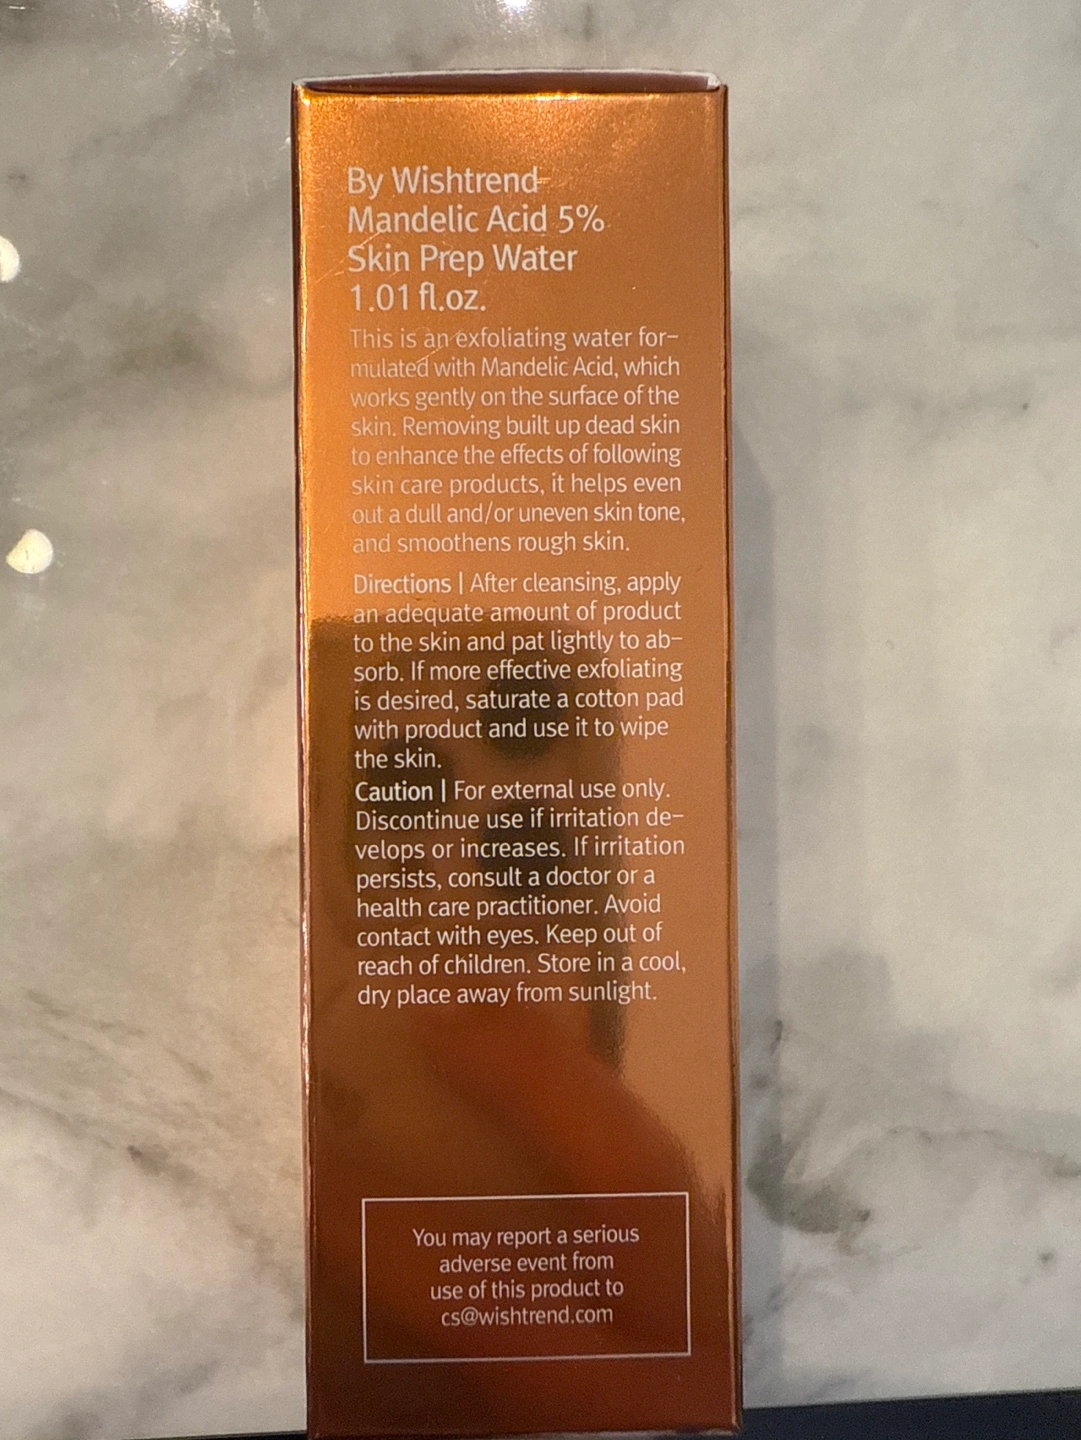 By Wishtrend
Mandelic Acid 5%
Skin Prep Water
1.01 fl.oz.
This is an exfoliating water for-
mulated with Mandelic Acid, which
works gently on the surface of the
skin. Removing built up dead skin
to enhance the effects of following
skin care products, it helps even
out a dull and/or uneven skin tone,
and smoothens rough skin.
Directions | After cleansing, apply
an adequate amount of product
to the skin and pat lightly to ab-
sorb. If more effective exfoliating
is desired, saturate a cotton pad
with product and use it to wipe
the skin.
Caution | For external use only.
Discontinue use if irritation de-
velops or increases. If irritation
persists, consult a doctor or a
health care practitioner. Avoid
contact with eyes. Keep out of
reach of children. Store in a cool,
dry place away from sunlight.
You may report a serious
adverse event from
use of this product to
cs@wishtrend.com